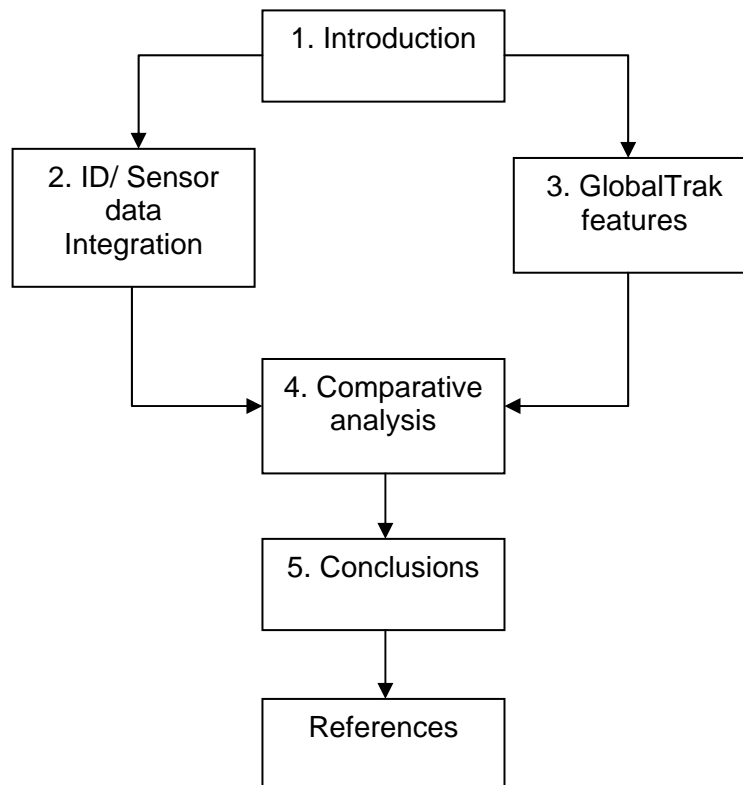 1. Introduction
2. ID/ Sensor
data
Integration
3. GlobalTrak
features
4. Comparative
analysis
5. Conclusions
References